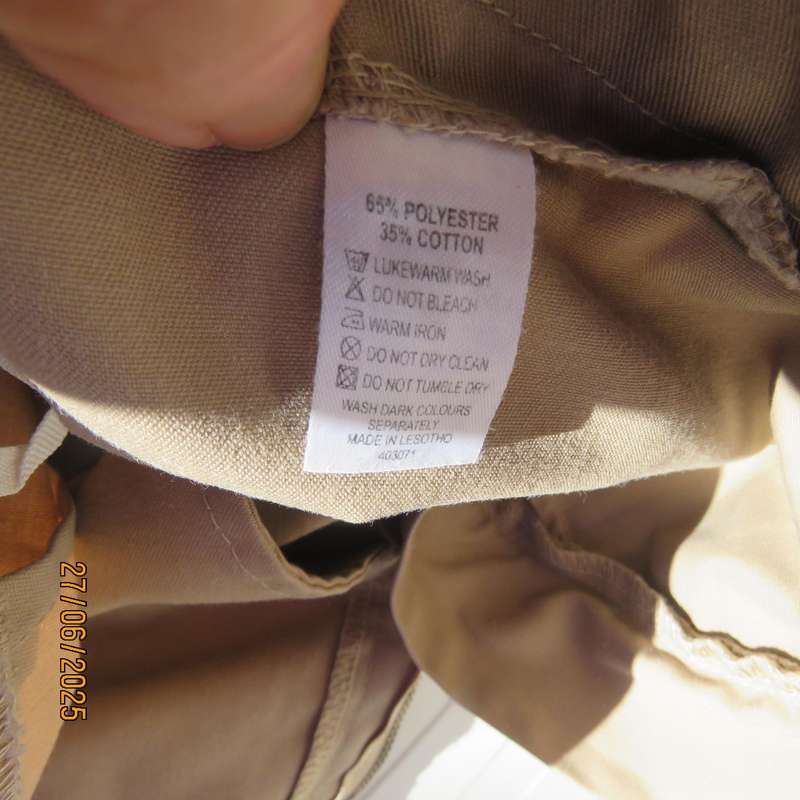 65% POLYESTER
35% COTTON
LUKEWARM WASH
DO NOT BLEACH
WARM IRON
DO NOT DRY CLEAN
DO NOT TUMBLE DRY
WASH DARK COLOURS
SEPARATELY
MADE IN LESOTHO
403071
27/06/2025